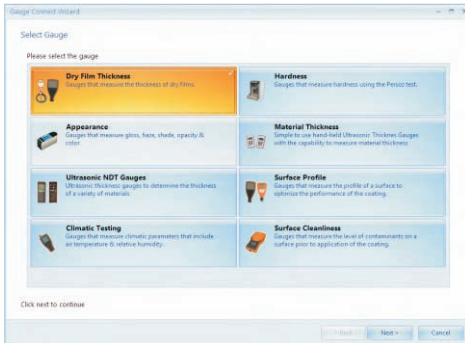 Gauge Connect Wizard
Select Gauge
Please select the gauge
Dry Film Thickness
Gauges that measure the thickness of dry films.
Hardness
Gauges that measure hardness using the Persoz test.
Appearance
Gauges that measure gloss, haze, shade, opacity &
color.
Material Thickness
Simple to use hand-held Ultrasonic Thickness Gauges
with the capability to measure material thickness
Ultrasonic NDT Gauges
Ultrasonic thickness gauges to determine the thickness
of a variety of materials
Surface Profile
Gauges that measure the profile of a surface to
optimize the performance of the coating.
Climatic Testing
Gauges that measure climatic parameters that include
air temperature & relative humidity.
Surface Cleanliness
Gauges that measure the level of contaminants on a
surface prior to application of the coating.
Click next to continue
< Back
Next >
Cancel